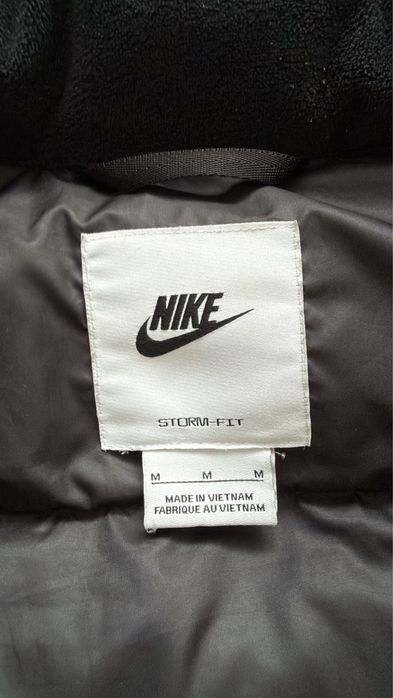 NIKE
STORM-FIT
M M M
MADE IN VIETNAM
FABRIQUE AU VIETNAM